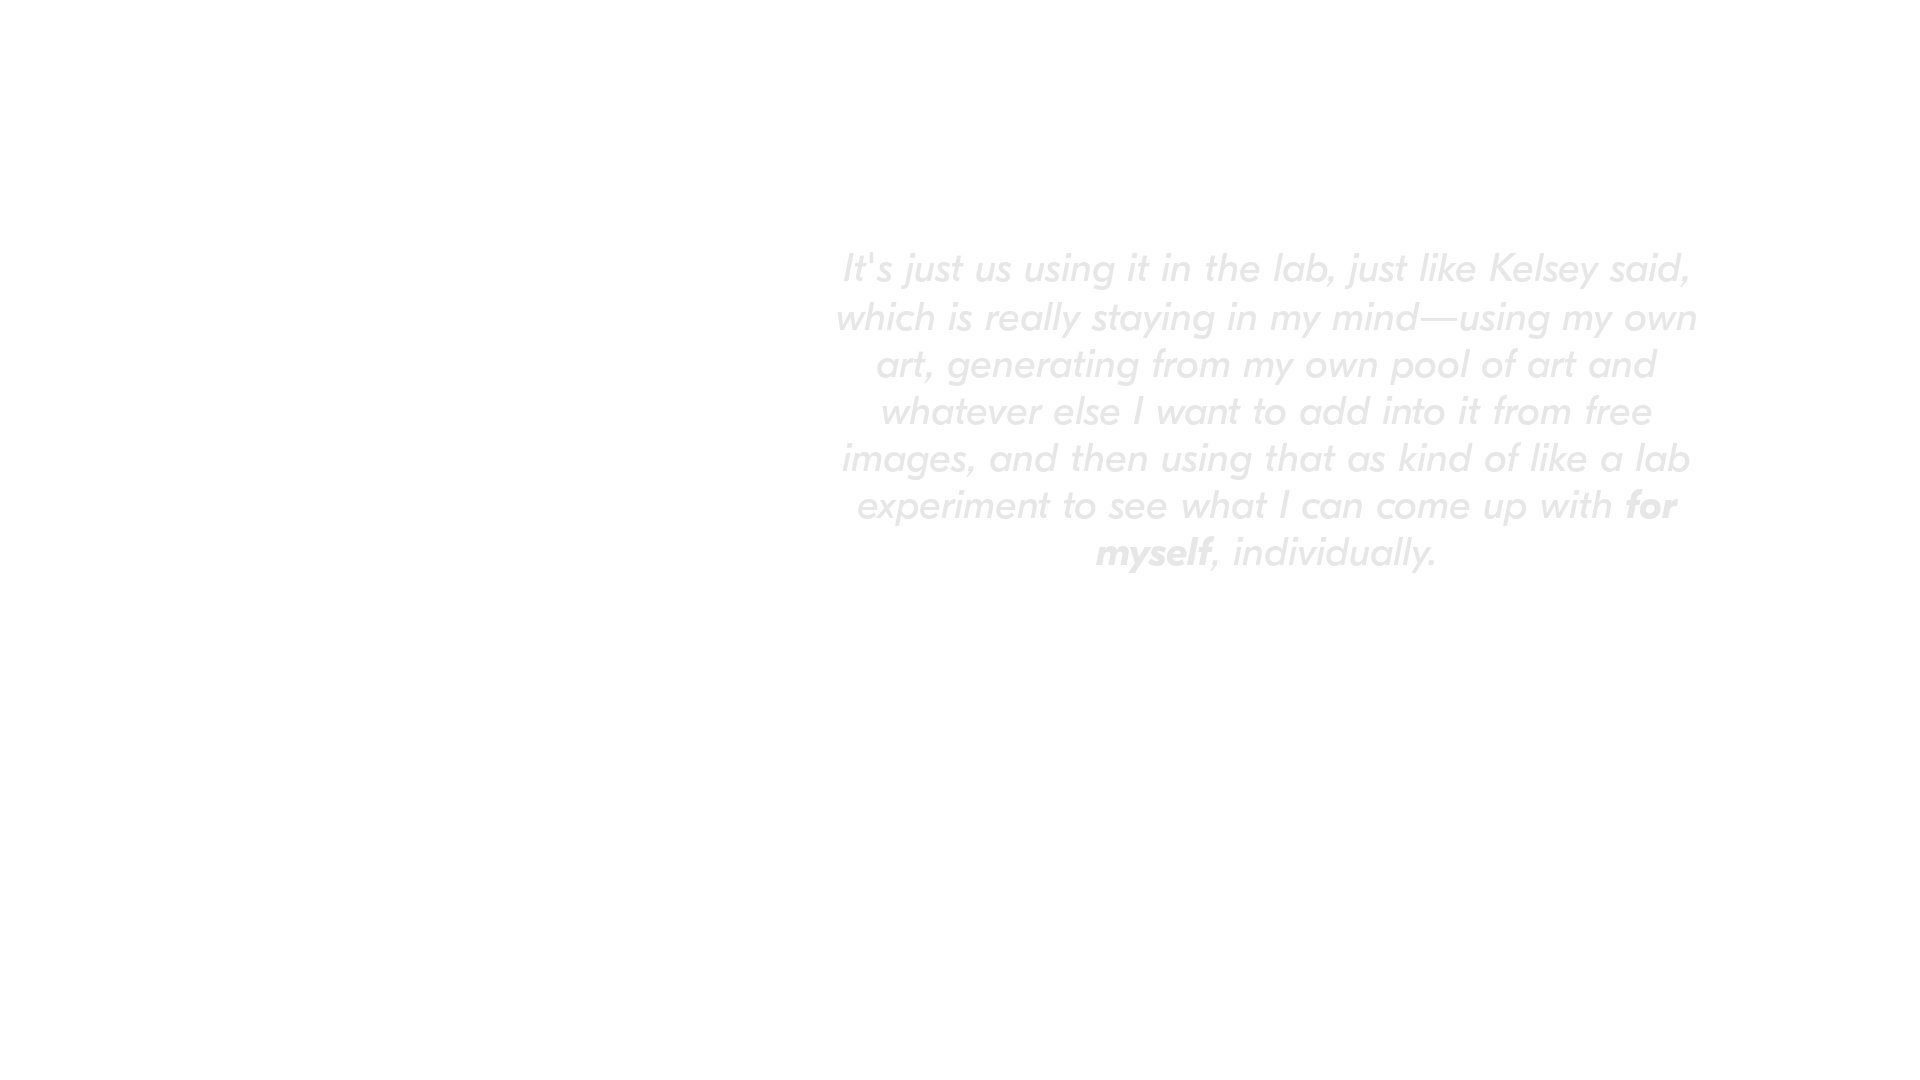 It's just us using it in the lab, just like Kelsey said,
which is really staying in my mind—using my own
art, generating from my own pool of art and
whatever else I want to add into it from free
images, and then using that as kind of like a lab
experiment to see what I can come up with for
myself, individually.